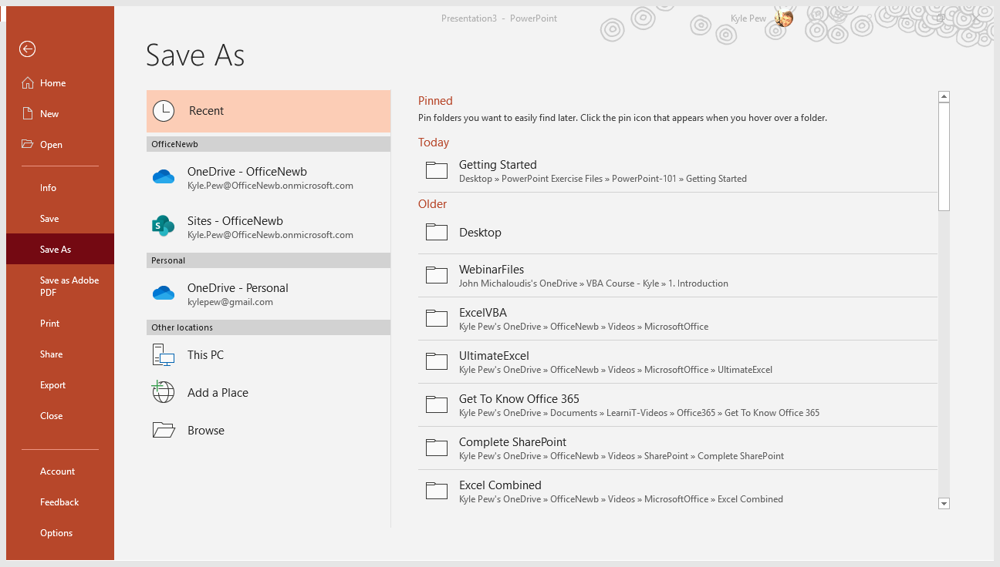 Presentation3 - PowerPoint
Kyle Pew
Save As
Home
New
Open
Info
Save
Save As
Save as Adobe
PDF
Print
Share
Export
Close
Account
Feedback
Options
Recent
OfficeNewb
OneDrive - OfficeNewb
Kyle.Pew@OfficeNewb.onmicrosoft.com
S
Sites - OfficeNewb
Kyle.Pew@OfficeNewb.onmicrosoft.com
Personal
OneDrive - Personal
kylepew@gmail.com
Other locations
This PC
Add a Place
Browse
Pinned
Pin folders you want to easily find later. Click the pin icon that appears when you hover over a folder.
Today
Getting Started
Desktop » PowerPoint Exercise Files » PowerPoint-101 » Getting Started
Older
Desktop
WebinarFiles
John Michaloudis's OneDrive » VBA Course - Kyle » 1. Introduction
ExcelVBA
Kyle Pew's OneDrive » OfficeNewb » Videos » MicrosoftOffice
UltimateExcel
Kyle Pew's OneDrive » OfficeNewb » Videos » MicrosoftOffice » UltimateExcel
Get To Know Office 365
Kyle Pew's OneDrive » Documents » LearniT-Videos » Office365 » Get To Know Office 365
Complete SharePoint
Kyle Pew's OneDrive » OfficeNewb » Videos » SharePoint » Complete SharePoint
Excel Combined
Kyle Pew's OneDrive » OfficeNewb » Videos » MicrosoftOffice » Excel Combined